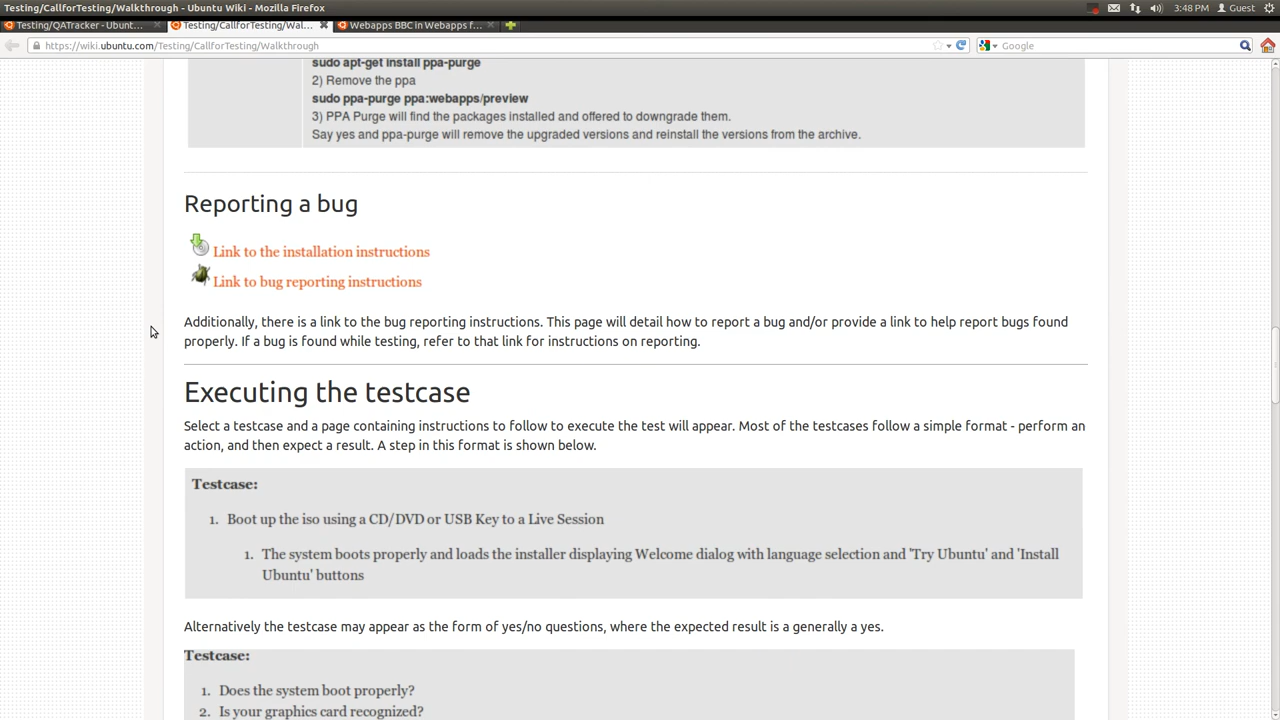 Testing/CallforTesting/Walkthrough - Ubuntu Wiki - Mozilla Firefox
3:48 PM Guest
Testing/QATracker - Ubunt...
Testing/CallforTesting/Wal...
Webapps BBC in Webapps f...
https://wiki.ubuntu.com/Testing/CallforTesting/Walkthrough
Google
sudo apt-get install ppa-purge
2) Remove the ppa
sudo ppa-purge ppa:webapps/preview
3) PPA Purge will find the packages installed and offered to downgrade them.
Say yes and ppa-purge will remove the upgraded versions and reinstall the versions from the archive.
Reporting a bug
Link to the installation instructions
Link to bug reporting instructions
Additionally, there is a link to the bug reporting instructions. This page will detail how to report a bug and/or provide a link to help report bugs found
properly. If a bug is found while testing, refer to that link for instructions on reporting.
Executing the testcase
Select a testcase and a page containing instructions to follow to execute the test will appear. Most of the testcases follow a simple format - perform an
action, and then expect a result. A step in this format is shown below.
Testcase:
1. Boot up the iso using a CD/DVD or USB Key to a Live Session
1. The system boots properly and loads the installer displaying Welcome dialog with language selection and 'Try Ubuntu' and 'Install
Ubuntu' buttons
Alternatively the testcase may appear as the form of yes/no questions, where the expected result is a generally a yes.
Testcase:
1. Does the system boot properly?
2. Is your graphics card recognized?